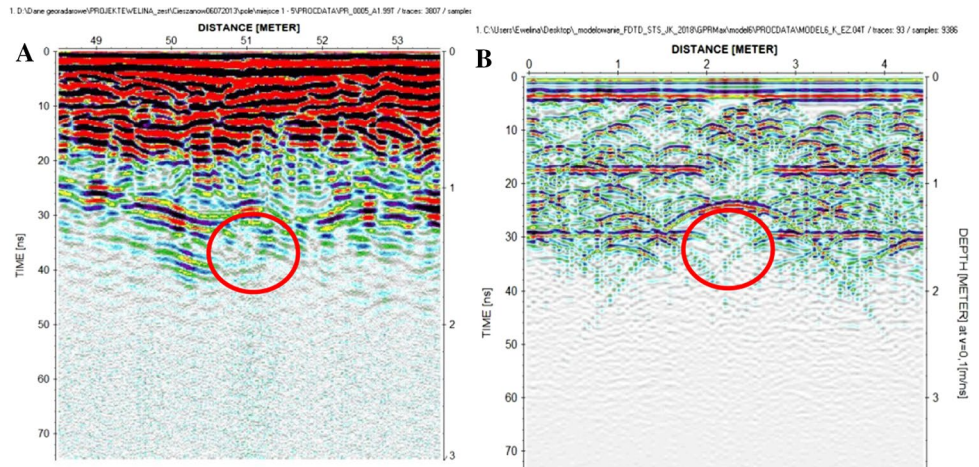 1. D:\Dane georadarowe\PROJEKTEWELINA_zest\Cieszanow06072013\pole\miejsce 1 - 5\PROCDATA\PR_0005_A1.99T / traces: 3807 / samples
A
DISTANCE [METER]
49 50 51 52 53
0 0
10
20
1
30
40
50
2
60
70
3
TIME [ns]
1. C:\Users\Ewelina\Desktop\_modelowanie_FDTD_STS_JK_2018\GPRMax\model6\PROCDATA\MODEL6_K_EZ.04T / traces: 93 / samples: 9386
B
DISTANCE [METER]
0 1 2 3 4
0 0
10
20
1
30
40
2
50
60
3
70
TIME [ns]
DEPTH [METER] at v=0,1[m/ns]